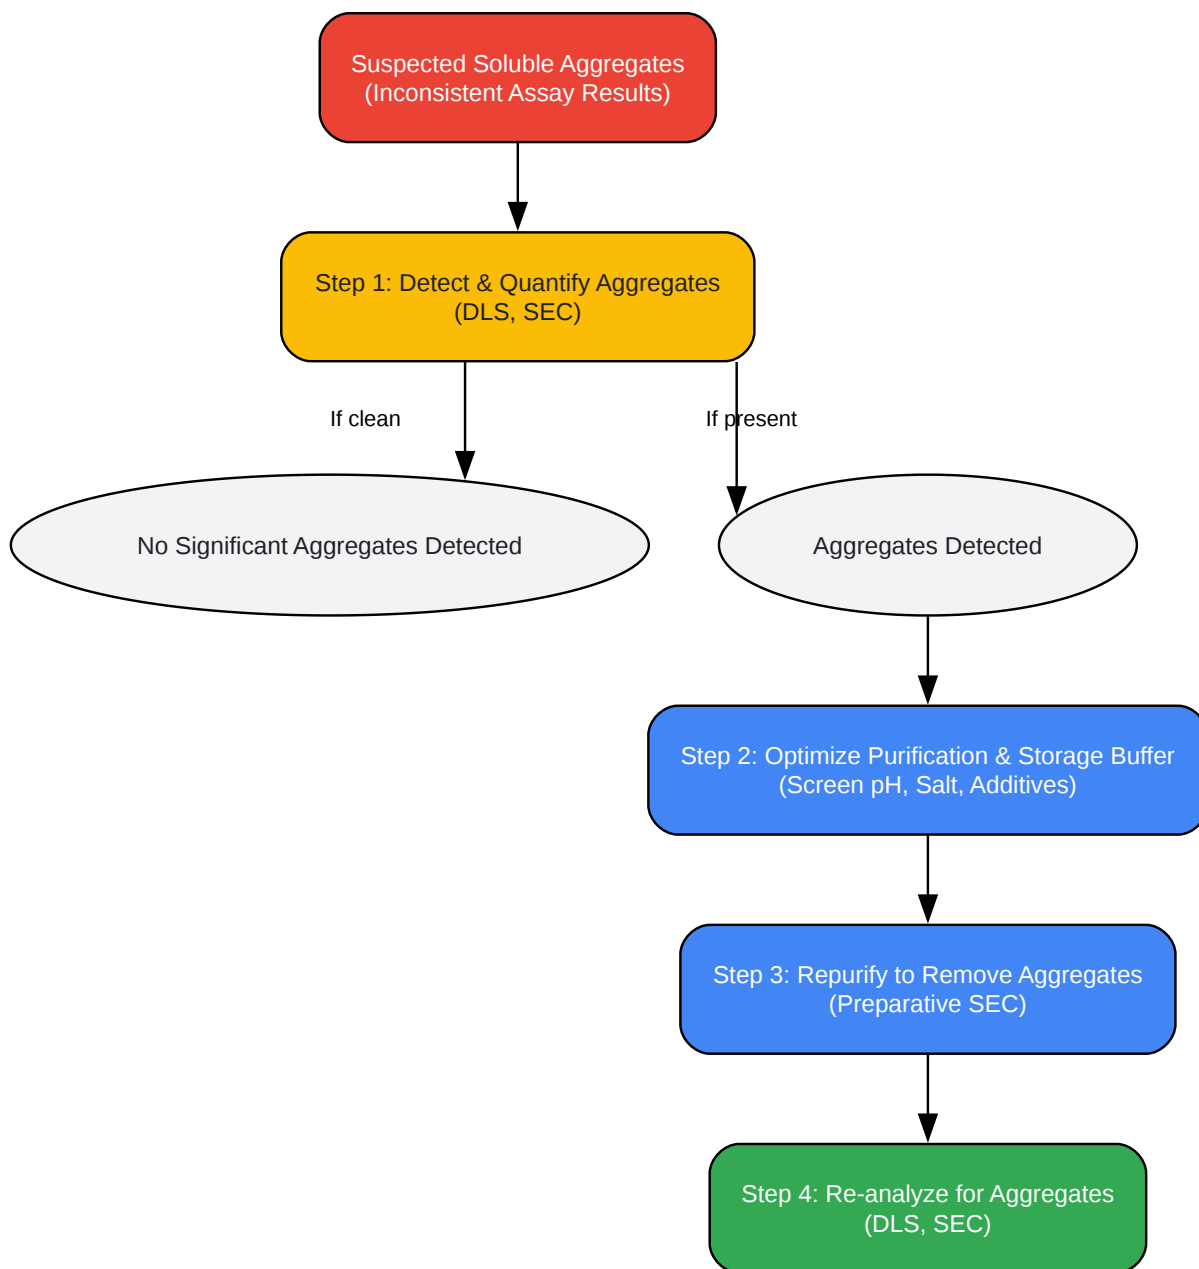 Suspected Soluble Aggregates
(Inconsistent Assay Results)
Step 1: Detect & Quantify Aggregates
(DLS, SEC)
If clean
If present
No Significant Aggregates Detected
Aggregates Detected
Step 2: Optimize Purification & Storage Buffer
(Screen pH, Salt, Additives)
Step 3: Repurify to Remove Aggregates
(Preparative SEC)
Step 4: Re-analyze for Aggregates
(DLS, SEC)